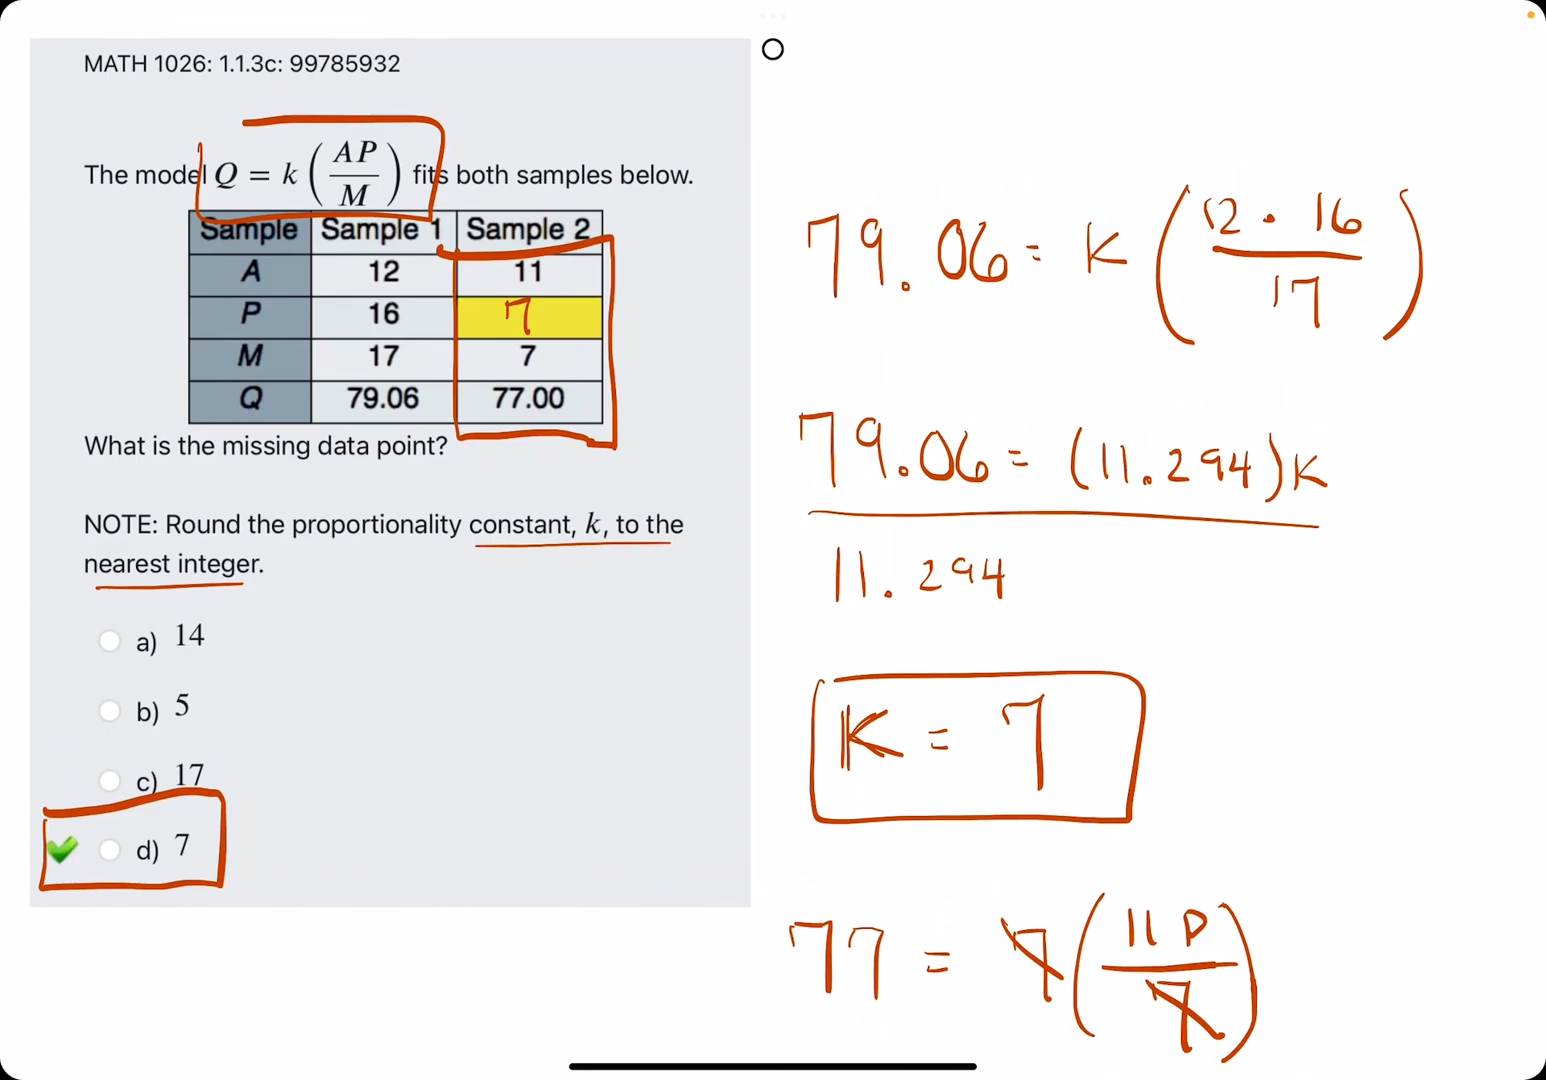 MATH 1026: 1.1.3c: 99785932
The model Q = k ( AP / M ) fits both samples below.
Sample Sample 1 Sample 2
A 12 11
P 16 7
M 17 7
Q 79.06 77.00
What is the missing data point?
NOTE: Round the proportionality constant, k, to the
nearest integer.
a) 14
b) 5
c) 17
d) 7
79.06 = K ( 12 · 16 / 17 )
79.06 = (11.294)K
11.294
K = 7
77 = 7 ( 11 P / 7 )